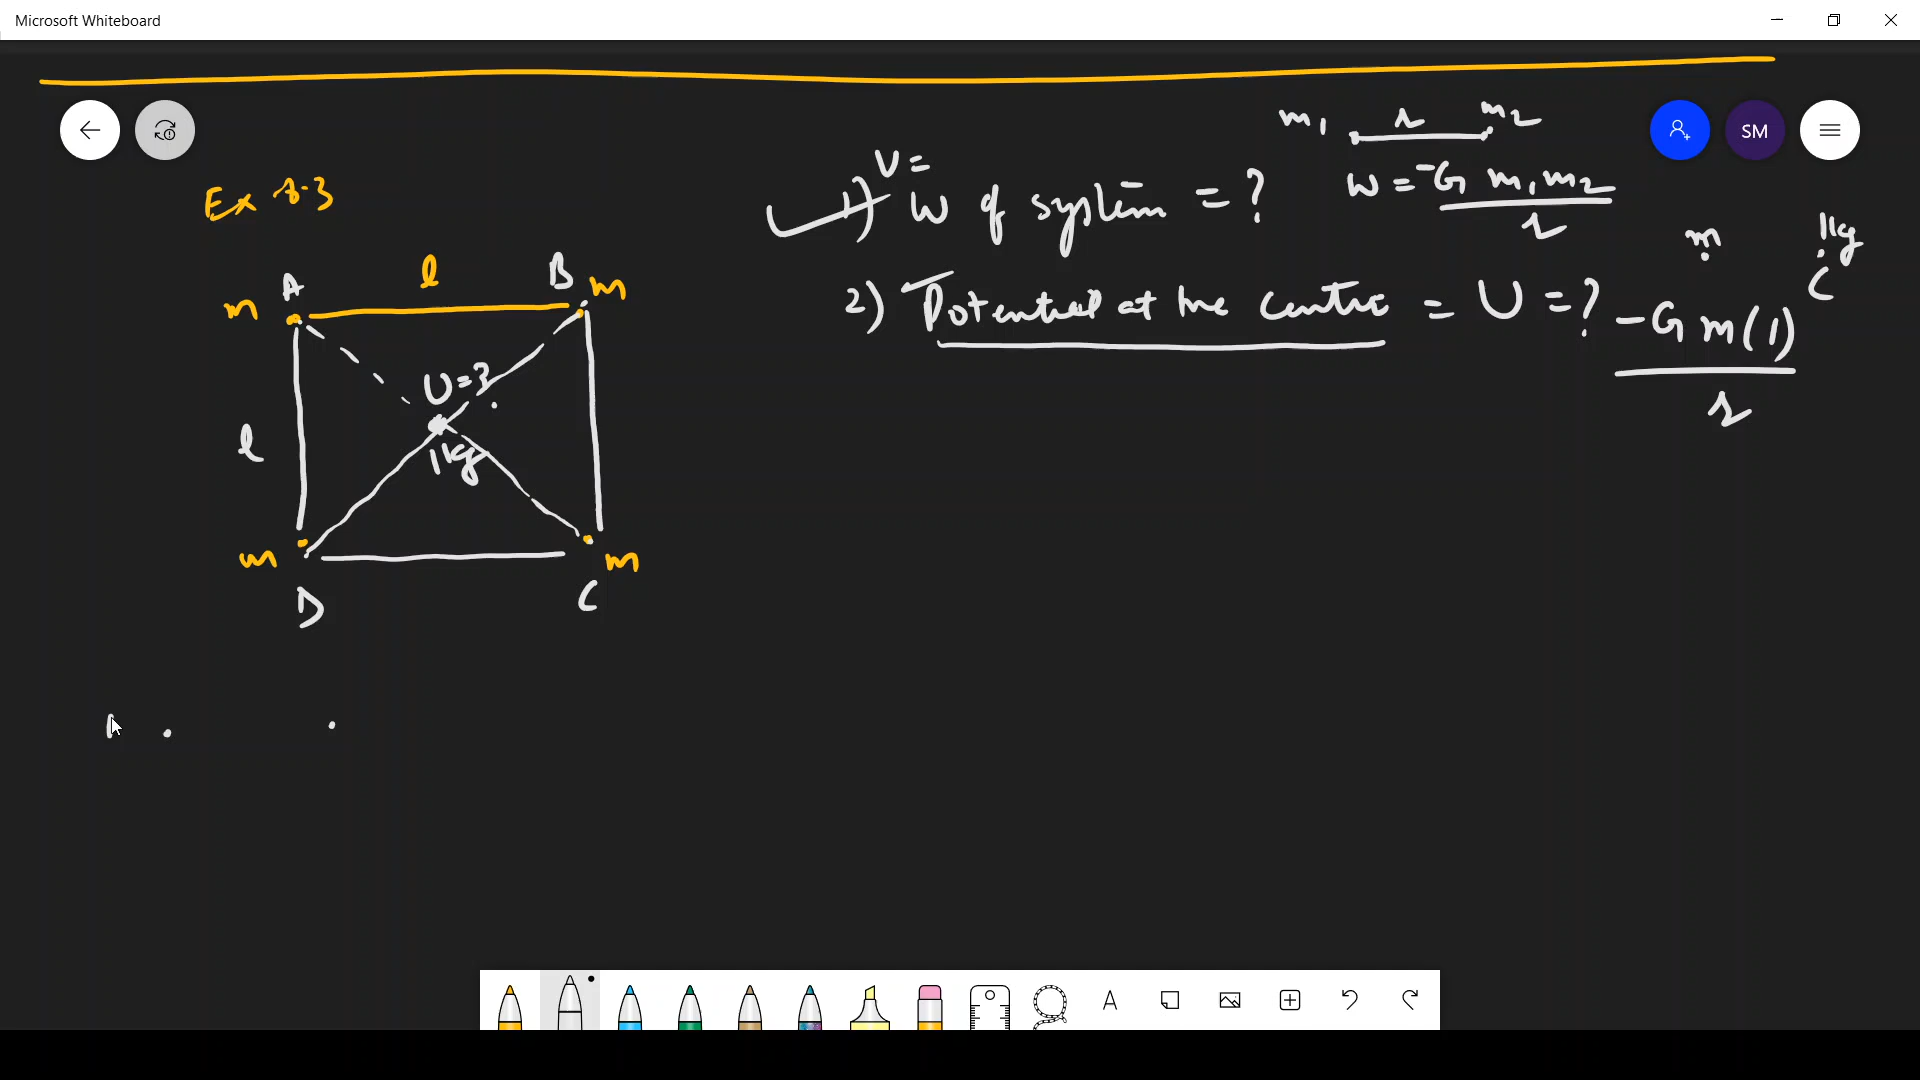 Microsoft Whiteboard
SM
m1 r m2
U =
1) W of system = ?
W = -G m1m2
r
Ex 8.3
m 1kg
C
2) Potential at the centre = U = ?
-G m(1)
r
A l B
m m
U = ?
l
1kg
m m
D C